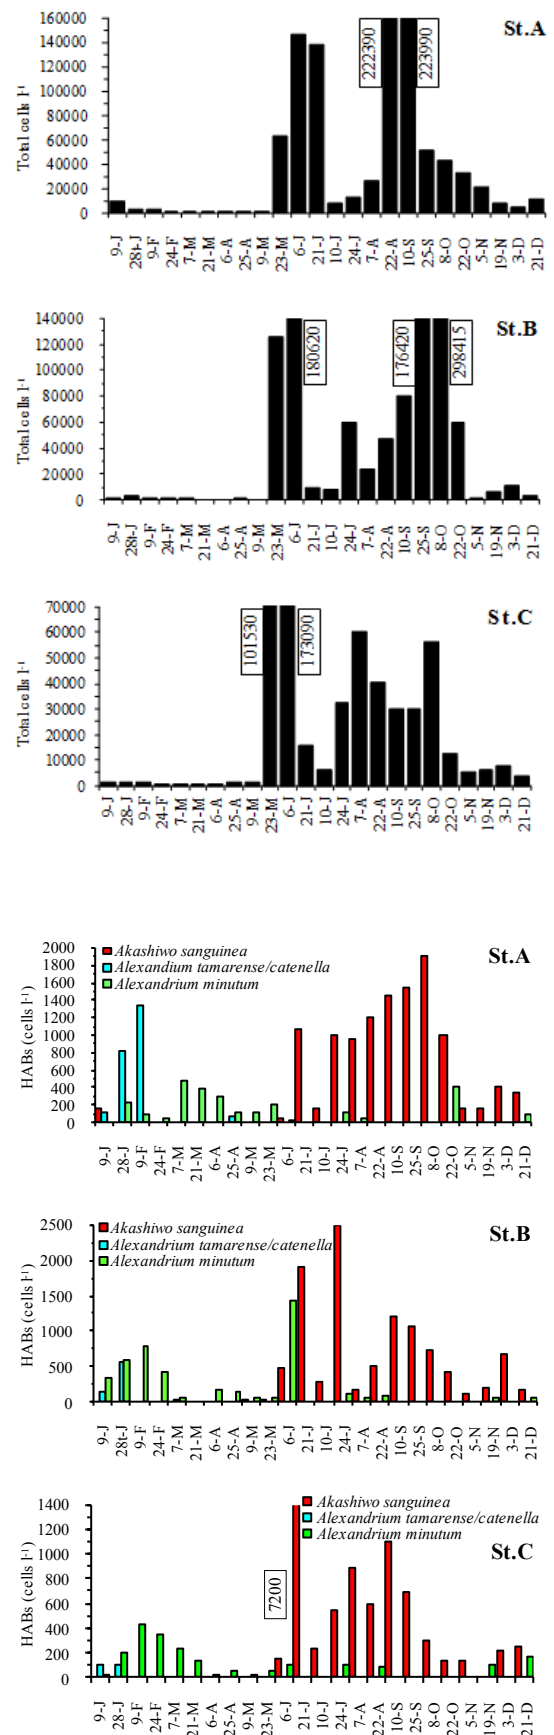 St.A
Total cells l⁻¹
160000
140000
120000
100000
80000
60000
40000
20000
0
222390
223990
9-J 28t-J 9-F 24-F 7-M 21-M 6-A 25-A 9-M 23-M 6-J 21-J 10-J 24-J 7-A 22-A 10-S 25-S 8-O 22-O 5-N 19-N 3-D 21-D
St.B
Total cells l⁻¹
140000
120000
100000
80000
60000
40000
20000
0
180620
176420
298415
9-J 28t-J 9-F 24-F 7-M 21-M 6-A 25-A 9-M 23-M 6-J 21-J 10-J 24-J 7-A 22-A 10-S 25-S 8-O 22-O 5-N 19-N 3-D 21-D
St.C
Total cells l⁻¹
70000
60000
50000
40000
30000
20000
10000
0
101530
173090
9-J 28-J 9-F 24-F 7-M 21-M 6-A 25-A 9-M 23-M 6-J 21-J 10-J 24-J 7-A 22-A 10-S 25-S 8-O 22-O 5-N 19-N 3-D 21-D
St.A
Akashiwo sanguinea
Alexandium tamarense/catenella
Alexandrium minutum
HABs (cells l⁻¹)
2000
1800
1600
1400
1200
1000
800
600
400
200
0
9-J 28-J 9-F 24-F 7-M 21-M 6-A 25-A 9-M 23-M 6-J 21-J 10-J 24-J 7-A 22-A 10-S 25-S 8-O 22-O 5-N 19-N 3-D 21-D
St.B
Akashiwo sanguinea
Alexandrium tamarense/catenella
Alexandrium minutum
HABs (cells l⁻¹)
2500
2000
1500
1000
500
0
9-J 28t-J 9-F 24-F 7-M 21-M 6-A 25-A 9-M 23-M 6-J 21-J 10-J 24-J 7-A 22-A 10-S 25-S 8-O 22-O 5-N 19-N 3-D 21-D
Akashiwo sanguinea
Alexandrium tamarense/catenella
Alexandrium minutum
St.C
HABs (cells l⁻¹)
1400
1200
1000
800
600
400
200
0
7200
9-J 28-J 9-F 24-F 7-M 21-M 6-A 25-A 9-M 23-M 6-J 21-J 10-J 24-J 7-A 22-A 10-S 25-S 8-O 22-O 5-N 19-N 3-D 21-D